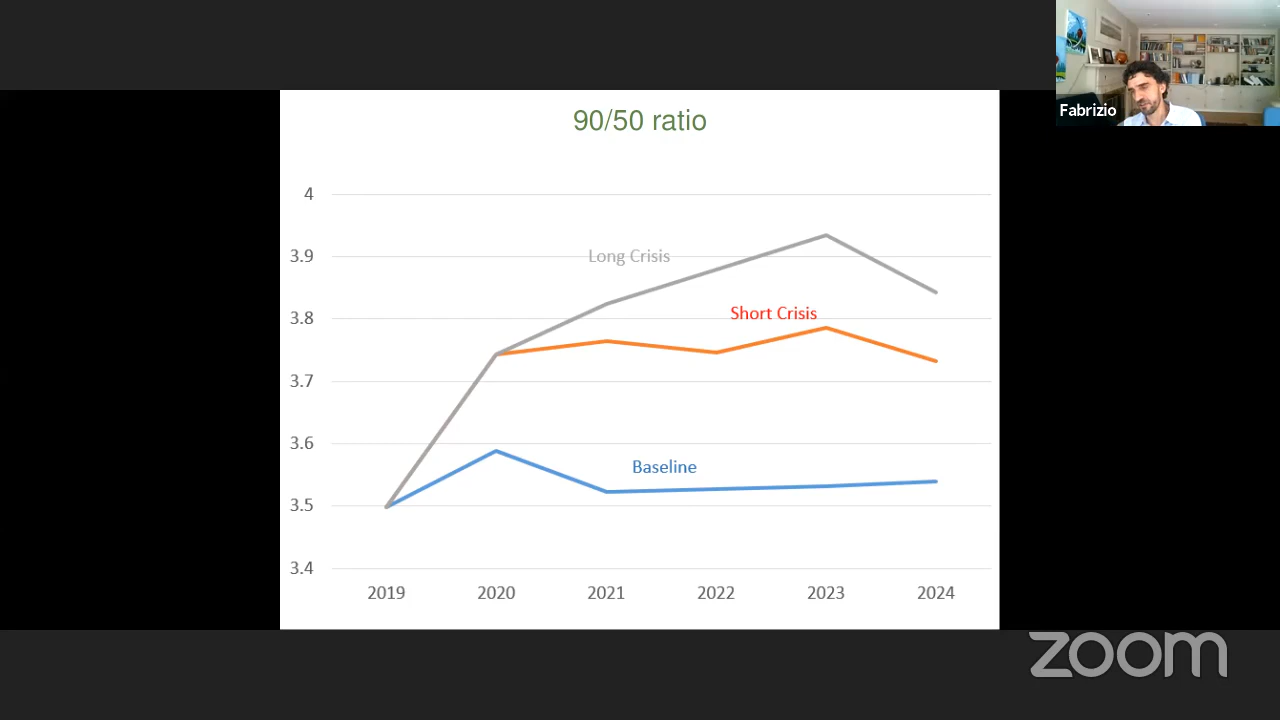 Fabrizio
90/50 ratio
4
3.9
Long Crisis
3.8
Short Crisis
3.7
3.6
Baseline
3.5
3.4
2019 2020 2021 2022 2023 2024
zoom